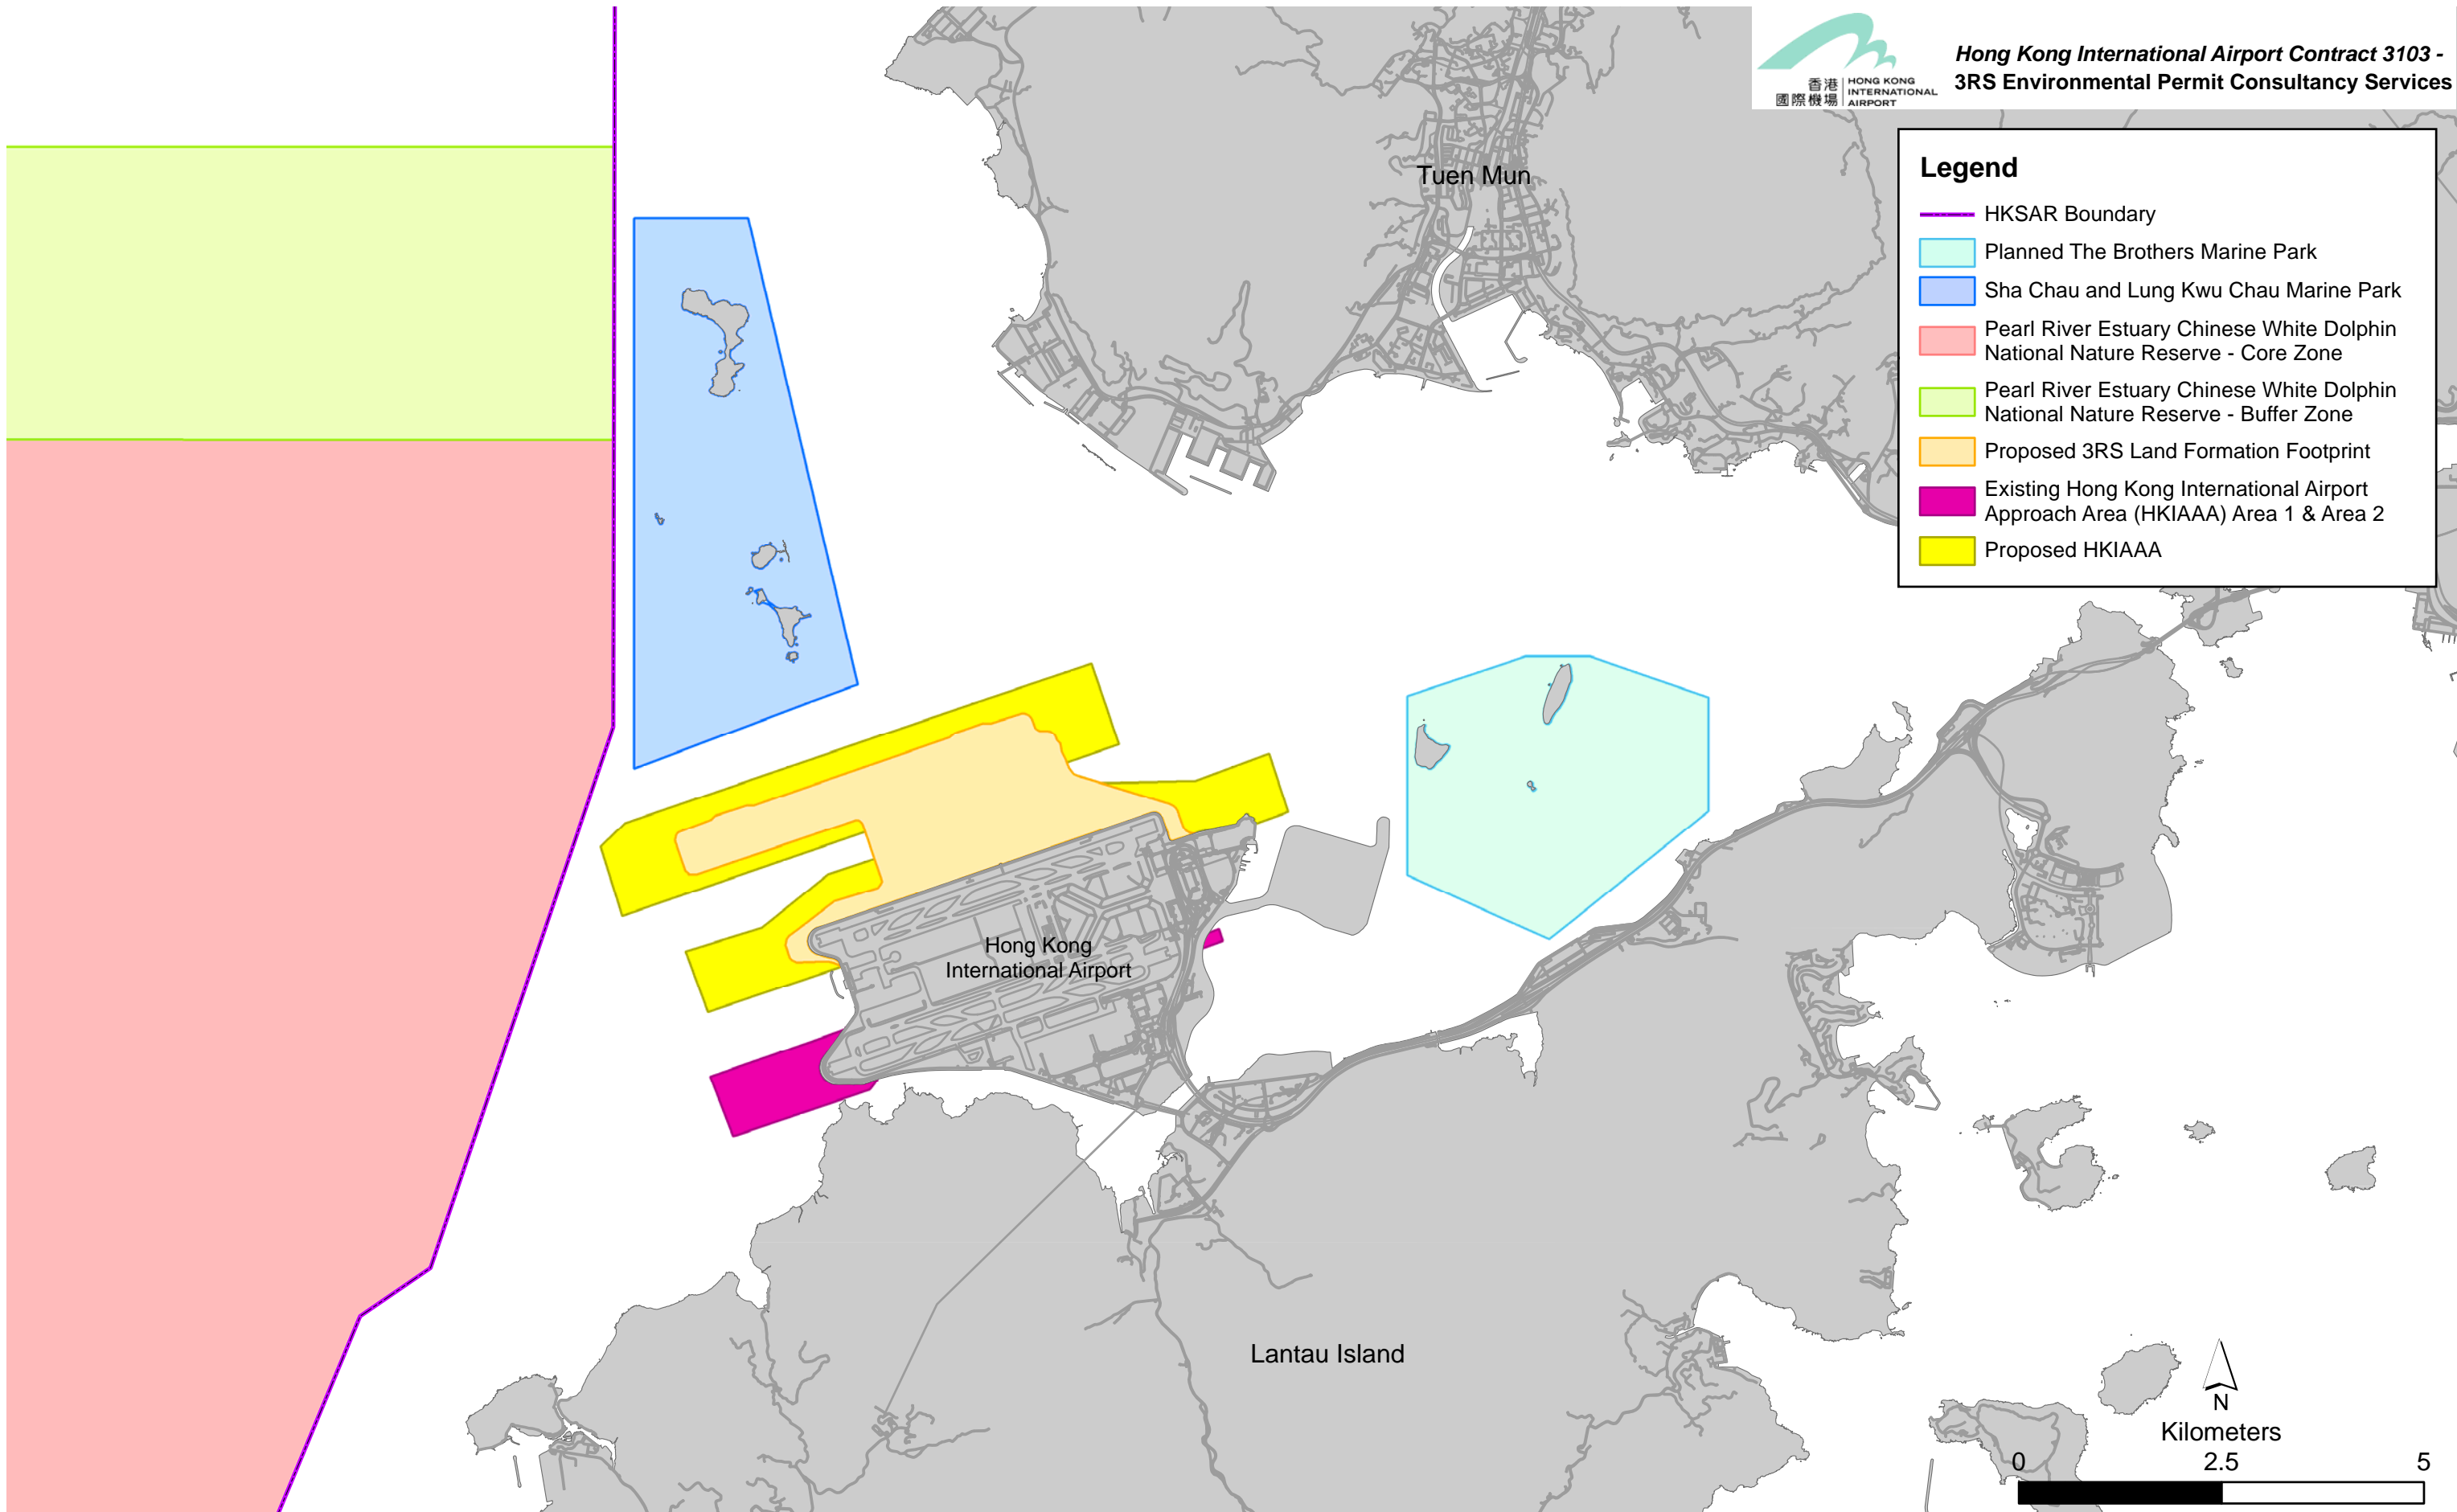 香港
國際機場
HONG KONG
INTERNATIONAL
AIRPORT
Hong Kong International Airport Contract 3103 -
3RS Environmental Permit Consultancy Services
Legend
HKSAR Boundary
Planned The Brothers Marine Park
Sha Chau and Lung Kwu Chau Marine Park
Pearl River Estuary Chinese White Dolphin
National Nature Reserve - Core Zone
Pearl River Estuary Chinese White Dolphin
National Nature Reserve - Buffer Zone
Proposed 3RS Land Formation Footprint
Existing Hong Kong International Airport
Approach Area (HKIAAA) Area 1 & Area 2
Proposed HKIAAA
Tuen Mun
Hong Kong
International Airport
Lantau Island
N
Kilometers
0 2.5 5